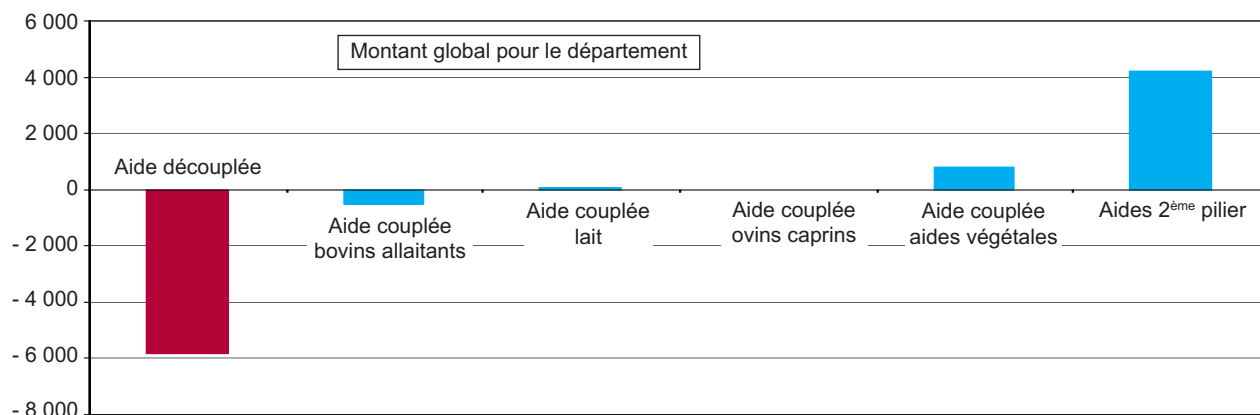 6 000
Montant global pour le département
4 000
2 000
Aide découplée
0
Aide couplée
bovins allaitants
Aide couplée
lait
Aide couplée
ovins caprins
Aide couplée
aides végétales
Aides 2ème pilier
- 2 000
- 4 000
- 6 000
- 8 000